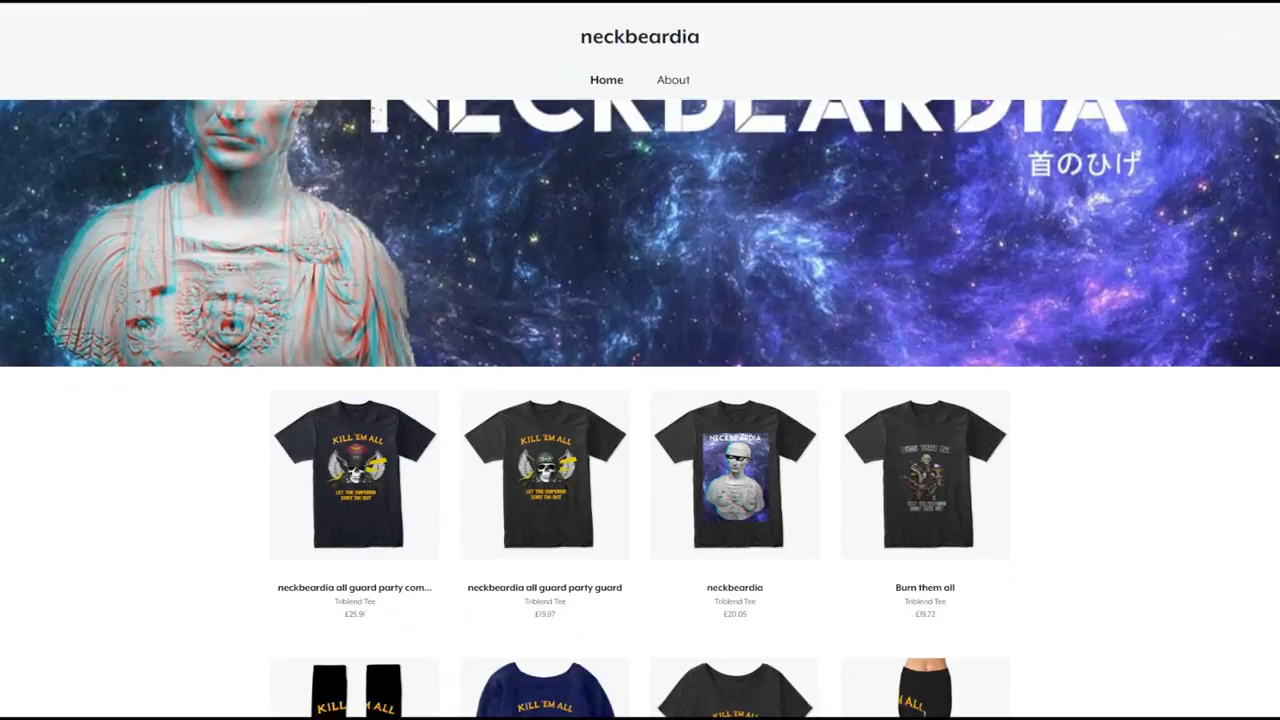 neckbeardia
Home
About
NECKBEARDIA
首のひげ
KILL 'EM ALL
LET THE EMPEROR
SORT 'EM OUT
KILL 'EM ALL
LET THE EMPEROR
SORT 'EM OUT
NECKBEARDIA
neckbeardia all guard party com...
neckbeardia all guard party guard
neckbeardia
Burn them all
Triblend Tee
Triblend Tee
Triblend Tee
Triblend Tee
£25.91
£19.97
£20.05
£19.72
KILL
'M ALL
KILL 'EM ALL
KILL 'EM ALL